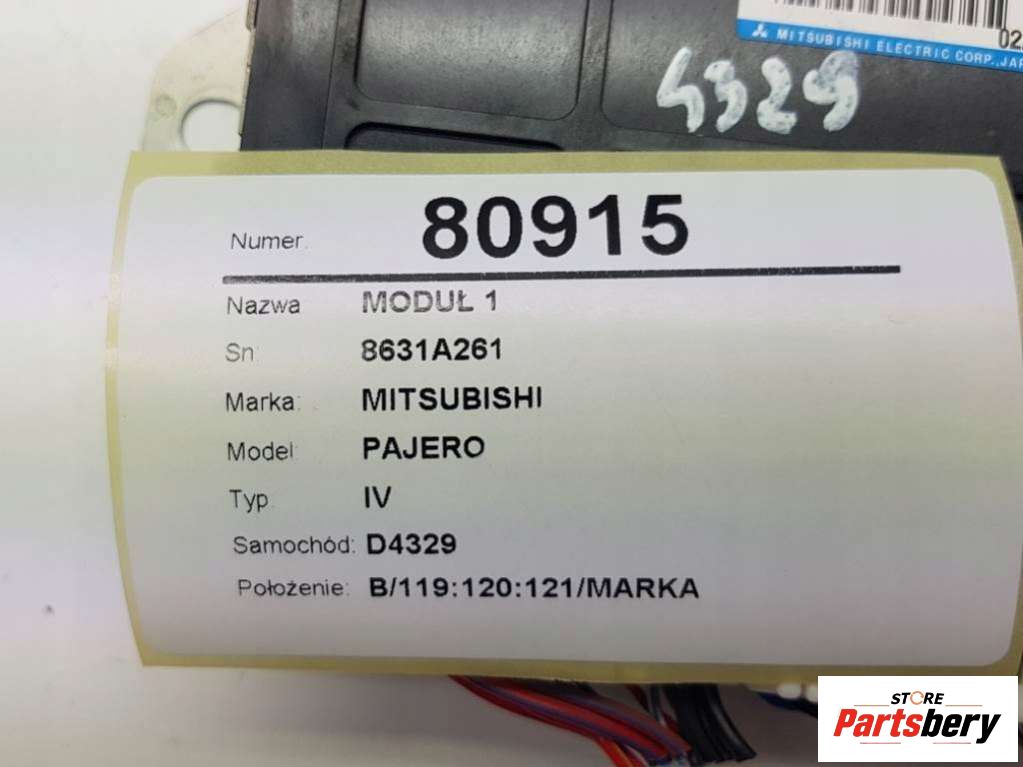 02
MITSUBISHI ELECTRIC CORP., JAP
4329
Numer: 80915
Nazwa MODUŁ 1
Sn: 8631A261
Marka: MITSUBISHI
Model: PAJERO
Typ IV
Samochód: D4329
Położenie: B/119:120:121/MARKA
STORE
Partsbery